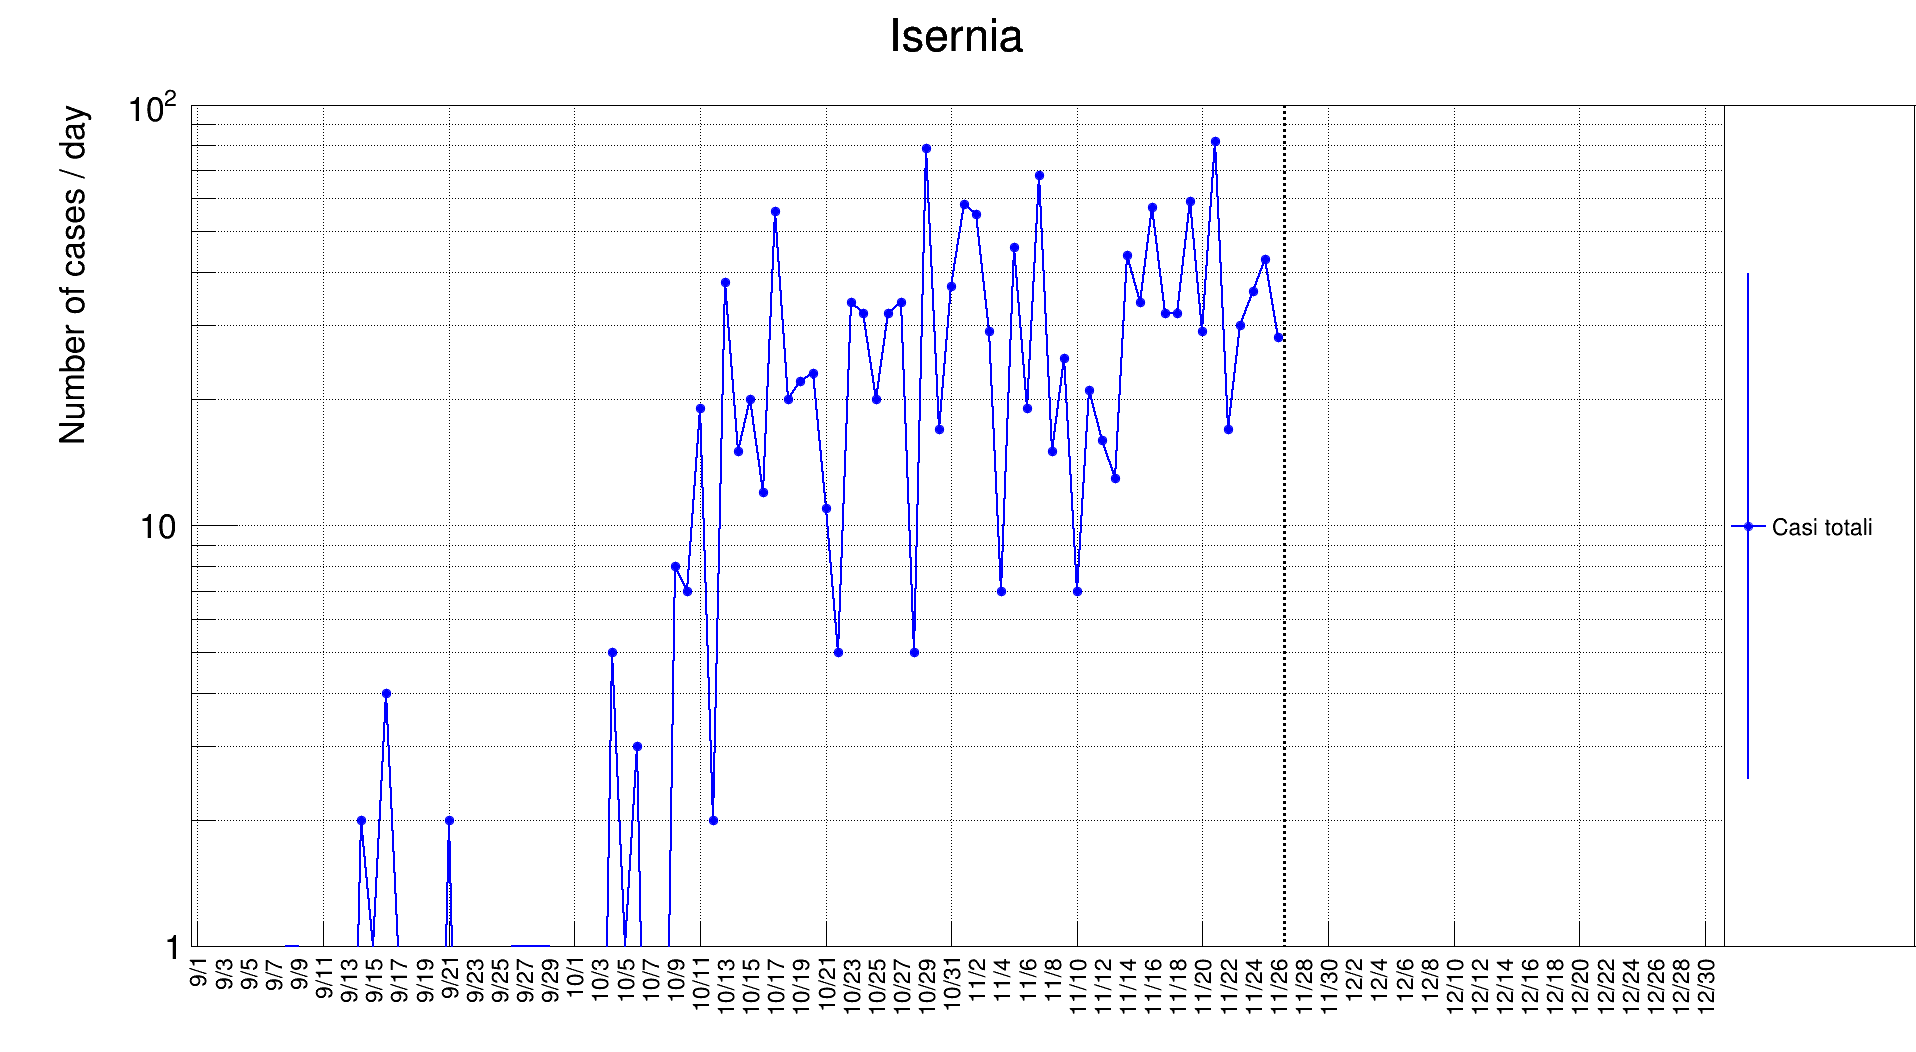 Isernia
Number of cases / day
10²
10
1
9/1 9/3 9/5 9/7 9/9 9/11 9/13 9/15 9/17 9/19 9/21 9/23 9/25 9/27 9/29 10/1 10/3 10/5 10/7 10/9 10/11 10/13 10/15 10/17 10/19 10/21 10/23 10/25 10/27 10/29 10/31 11/2 11/4 11/6 11/8 11/10 11/12 11/14 11/16 11/18 11/20 11/22 11/24 11/26 11/28 11/30 12/2 12/4 12/6 12/8 12/10 12/12 12/14 12/16 12/18 12/20 12/22 12/24 12/26 12/28 12/30
Casi totali